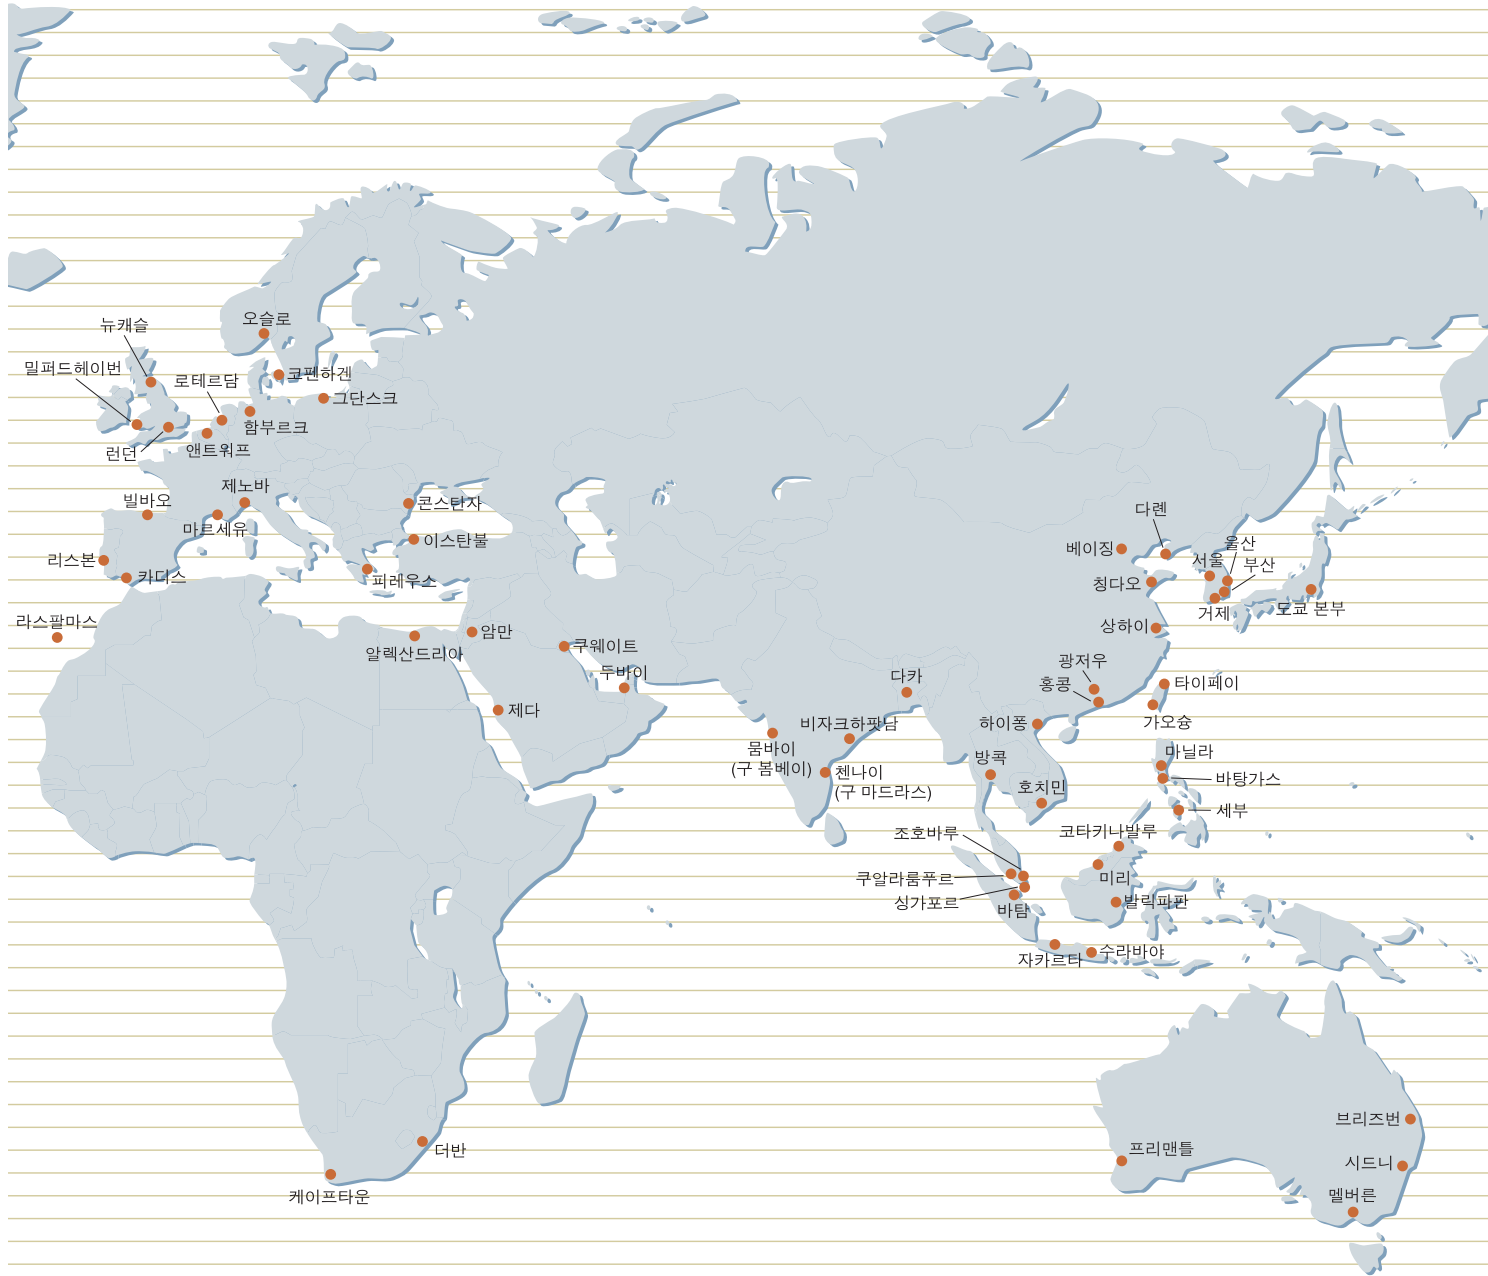 오슬로
뉴캐슬
밀퍼드헤이번
로테르담
코펜하겐
그단스크
함부르크
앤트워프
런던
제노바
빌바오
마르세유
콘스탄자
이스탄불
리스본
카디스
피레우스
라스팔마스
알렉산드리아
암만
쿠웨이트
두바이
제다
더반
케이프타운
다롄
베이징
울산
서울
부산
칭다오
거제
도쿄 본부
상하이
광저우
홍콩
타이페이
가오슝
다카
비자크하팟남
뭄바이
(구 봄베이)
첸나이
(구 마드라스)
하이퐁
방콕
호치민
마닐라
바탕가스
세부
조호바루
코타키나발루
쿠알라룸푸르
미리
싱가포르
바탐
발릭파판
자카르타
수라바야
브리즈번
프리맨틀
시드니
멜버른